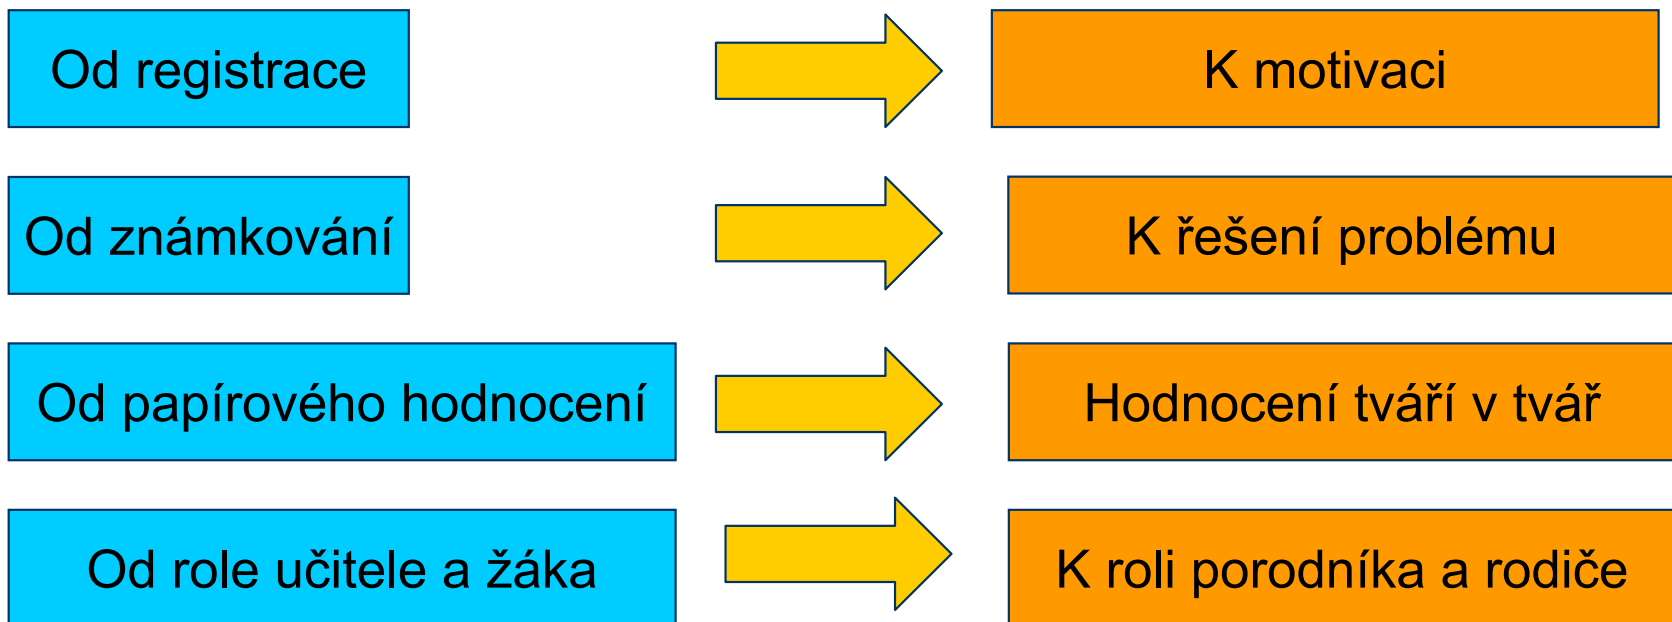 Od registrace
K motivaci
Od známkování
K řešení problému
Od papírového hodnocení
Hodnocení tváří v tvář
Od role učitele a žáka
K roli porodníka a rodiče